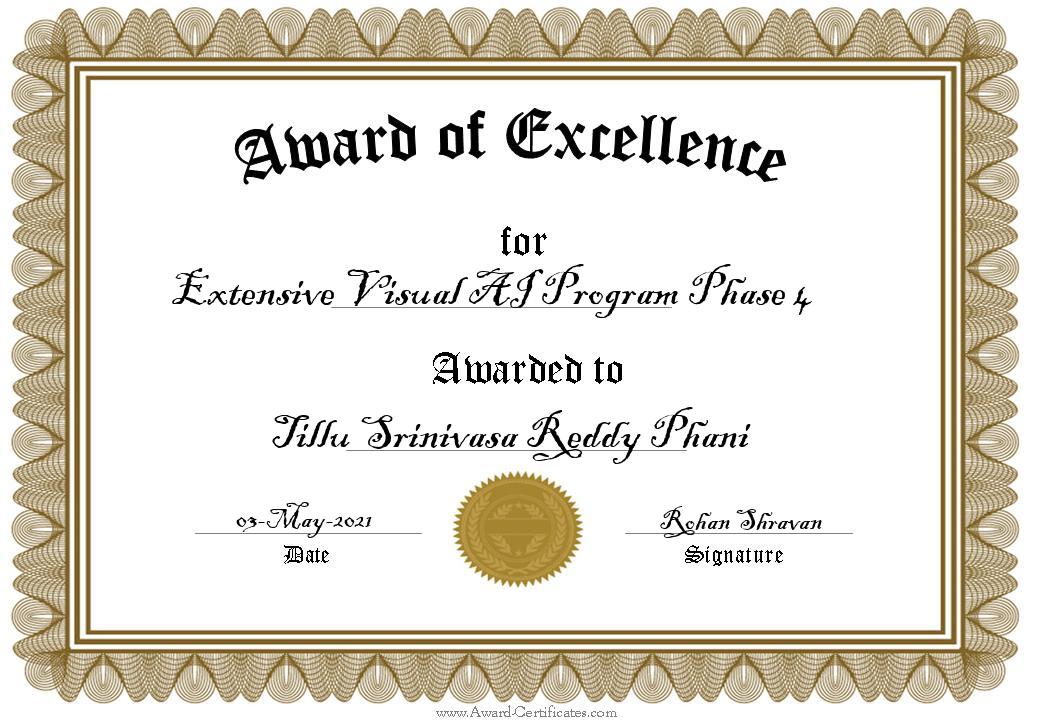 Award of Excellence
for
Extensive Visual AI Program Phase 4
Awarded to
Tillu Srinivasa Reddy Phani
03-May-2021 Rohan Shravan
Date Signature
www.Award-Certificates.com